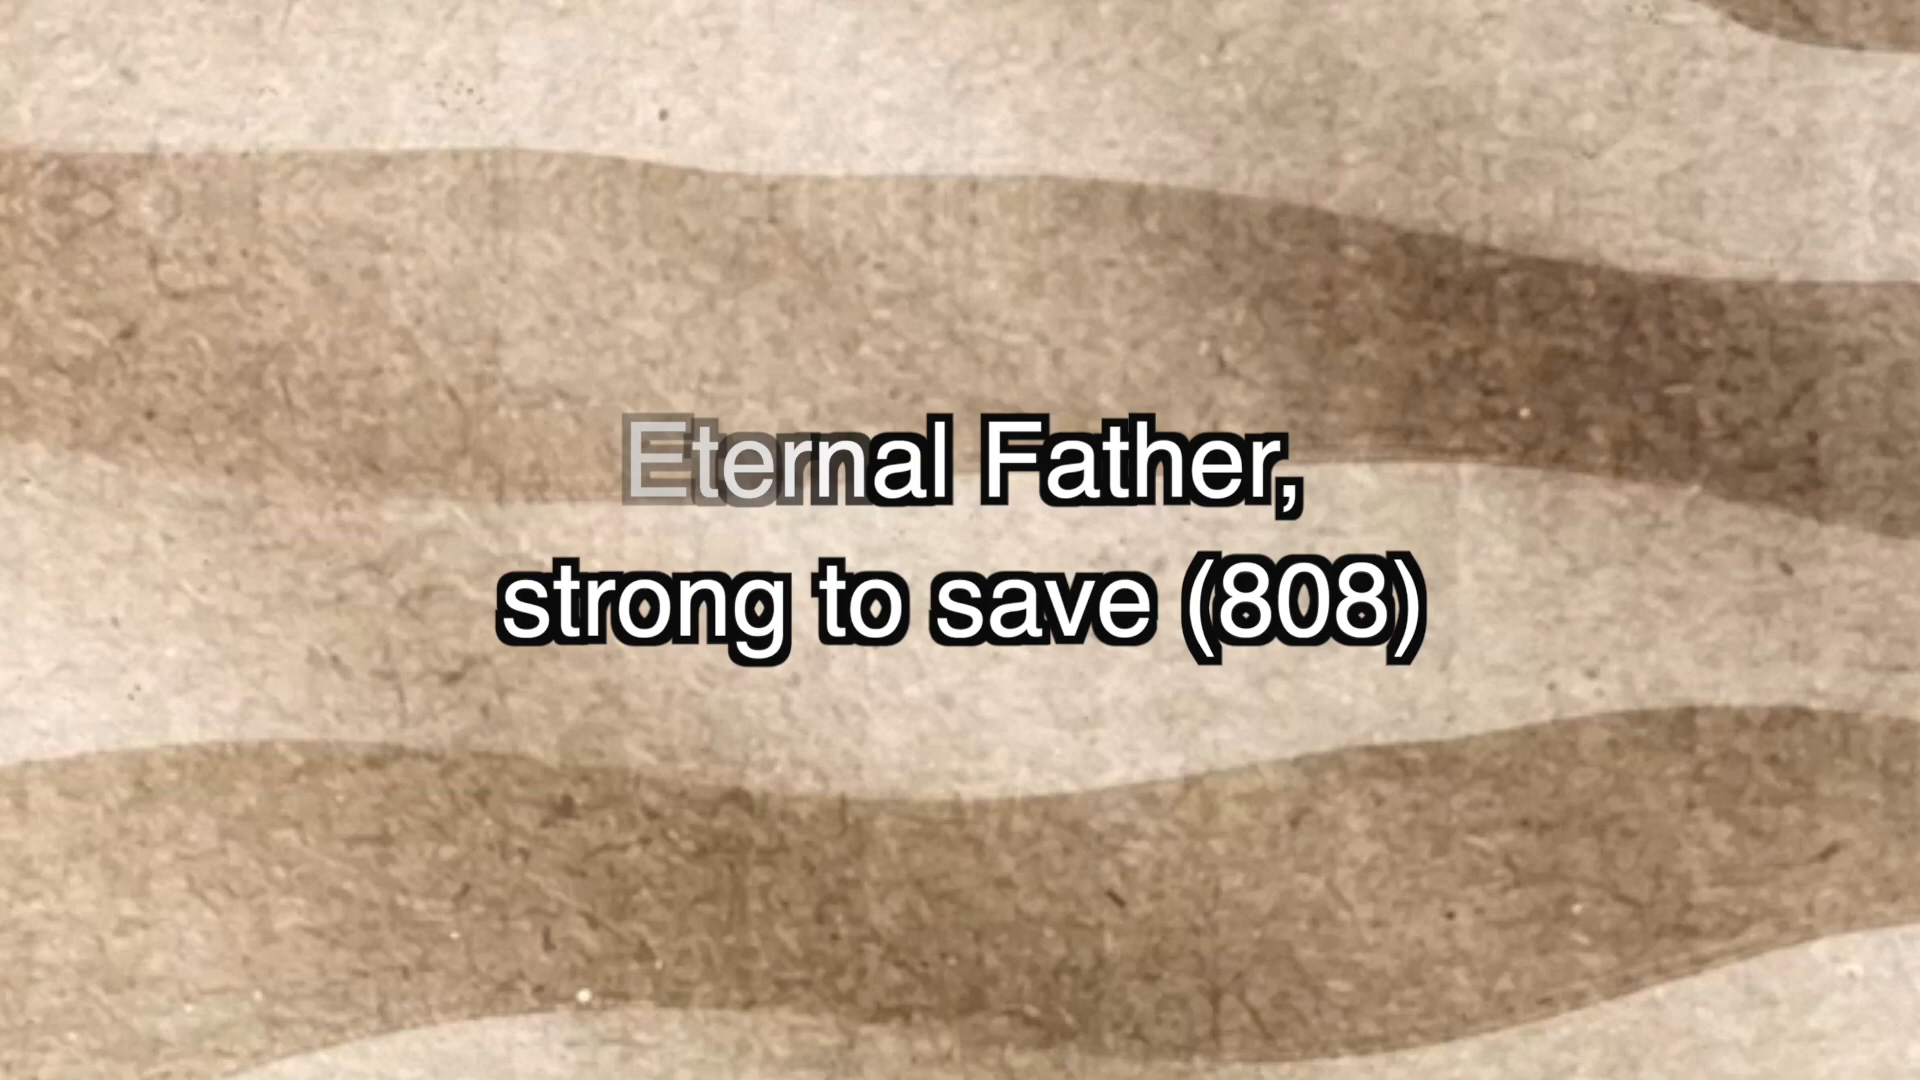 Eternal Father,
strong to save (808)